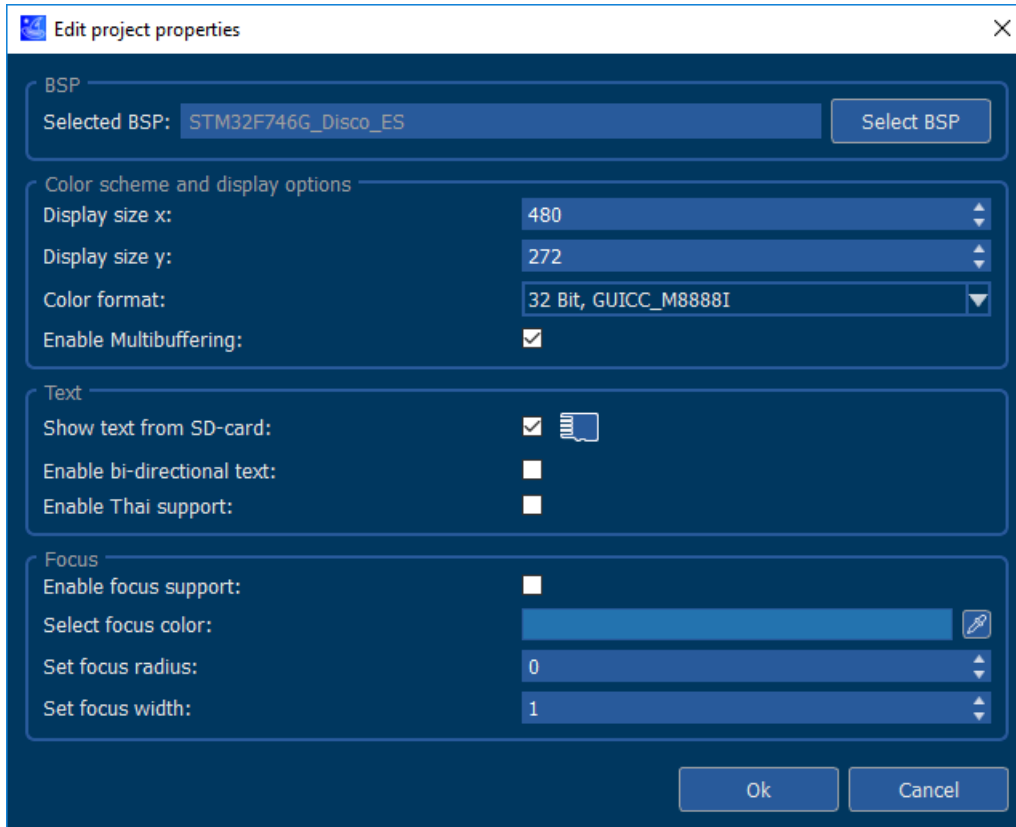 Edit project properties
BSP
Selected BSP: STM32F746G_Disco_ES Select BSP
Color scheme and display options
Display size x: 480
Display size y: 272
Color format: 32 Bit, GUICC_M8888I
Enable Multibuffering:
Text
Show text from SD-card:
Enable bi-directional text:
Enable Thai support:
Focus
Enable focus support:
Select focus color:
Set focus radius: 0
Set focus width: 1
Ok Cancel